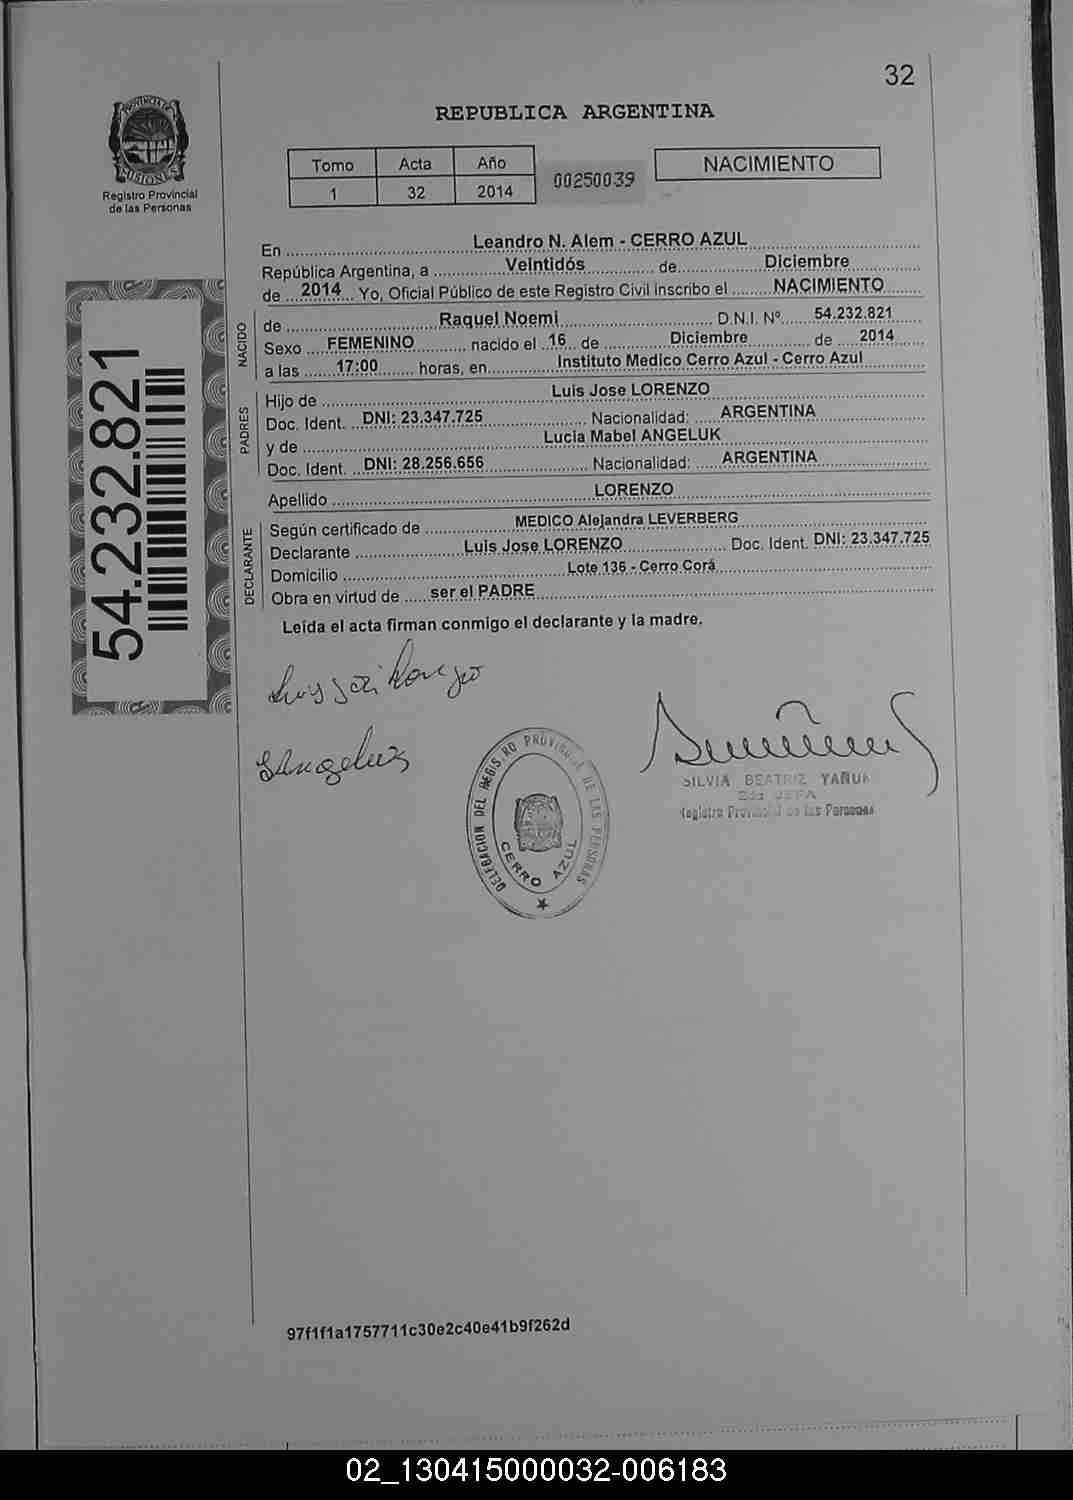 32
PROVINCIA DE
MISIONES
Registro Provincial
de las Personas
REPUBLICA ARGENTINA
Tomo Acta Año
1 32 2014
00250039
NACIMIENTO
En Leandro N. Alem - CERRO AZUL
República Argentina, a Veintidós de Diciembre
de 2014 Yo, Oficial Público de este Registro Civil inscribo el NACIMIENTO
NACIDO
de Raquel Noemi D.N.I. Nº 54.232.821
Sexo FEMENINO nacido el 16 de Diciembre de 2014
a las 17:00 horas, en Instituto Medico Cerro Azul - Cerro Azul
PADRES
Hijo de Luis Jose LORENZO
Doc. Ident. DNI: 23.347.725 Nacionalidad: ARGENTINA
y de Lucia Mabel ANGELUK
Doc. Ident. DNI: 28.256.656 Nacionalidad: ARGENTINA
Apellido LORENZO
DECLARANTE
Según certificado de MEDICO Alejandra LEVERBERG
Declarante Luis Jose LORENZO Doc. Ident. DNI: 23.347.725
Domicilio Lote 136 - Cerro Corá
Obra en virtud de ser el PADRE
Leída el acta firman conmigo el declarante y la madre.
54.232.821
DELEGACION DEL REGISTRO PROVINCIAL DE LAS PERSONAS
CERRO AZUL
SILVIA BEATRIZ
Registro Provincial de las Personas
97f1f1a1757711c30e2c40e41b9f262d
02_130415000032-006183